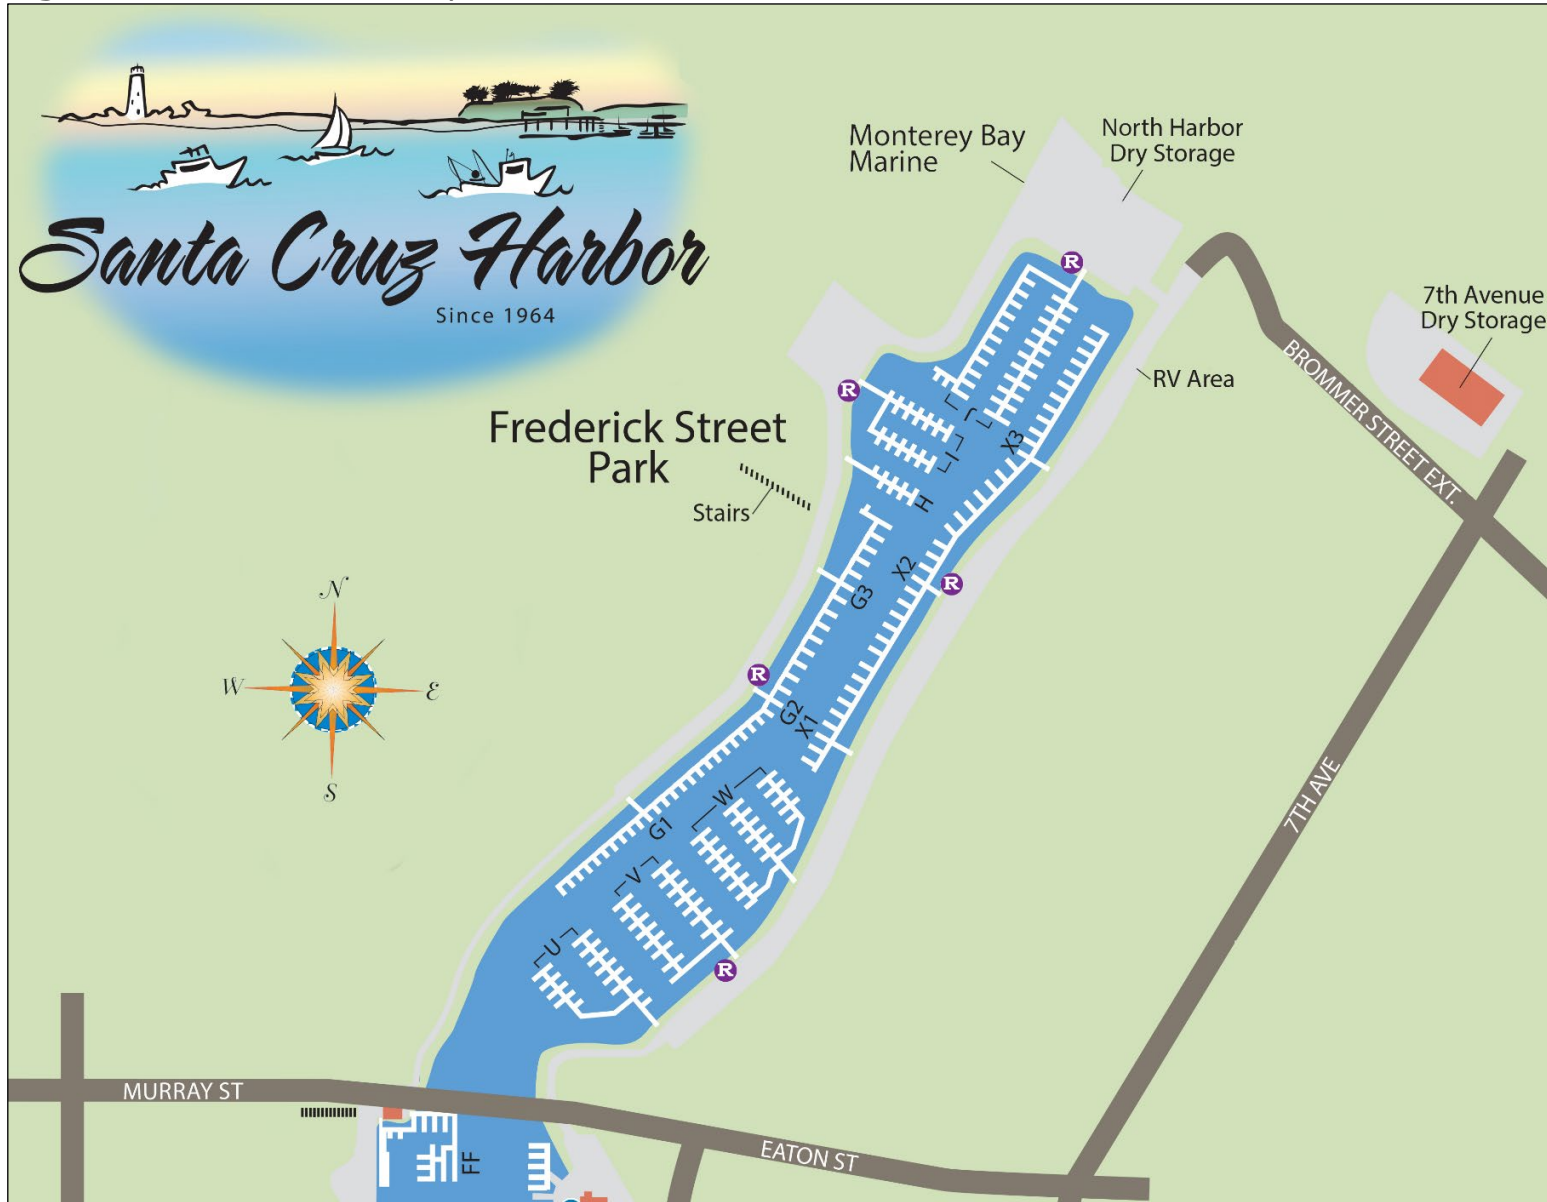 Santa Cruz Harbor
Since 1964
Monterey Bay
Marine
North Harbor
Dry Storage
R
7th Avenue
Dry Storage
RV Area
BROMMER STREET EXT.
R
Frederick Street
Park
Stairs
J
I
X3
H
X2
R
G3
N
W
E
S
R
G2
X1
7TH AVE
W
G1
V
U
R
MURRAY ST
EATON ST
FF